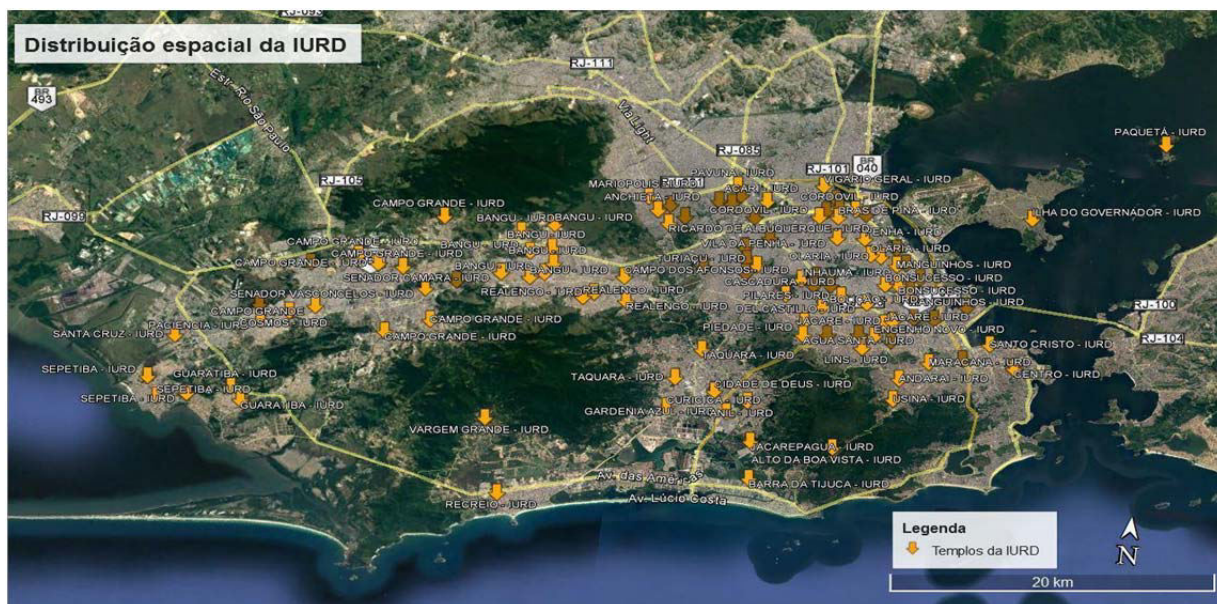 Distribuição espacial da IURD
RJ-093
BR
493
Estr. Rio São Paulo
RJ-111
Via Light
RJ-085
RJ-101
BR
040
PAQUETÁ - IURD
RJ-105
RJ-099
PAVUNA - IURD
VIGÁRIO GERAL - IURD
ACARI - IURD
ANCHIETA - IURD
CORDOVIL - IURD
CORDOVIL - IURD
BRÁS DE PINA - IURD
ILHA DO GOVERNADOR - IURD
CAMPO GRANDE - IURD
BANGU - IURD
BANGU - IURD
RICARDO DE ALBUQUERQUE - IURD
BANGU - IURD
VILA DA PENHA - IURD
CAMPO GRANDE - IURD
BANGU - IURD
BANGU - IURD
OLARIA - IURD
CAMPO GRANDE - IURD
TURIAÇU - IURD
OLARIA - IURD
CAMPO GRANDE - IURD
BANGU - IURD
BANGU - IURD
CAMPO DOS AFONSOS - IURD
MANGUINHOS - IURD
SENADOR CAMARÁ - IURD
CASCADURA - IURD
BONSUCESSO - IURD
SENADOR VASCONCELOS - IURD
REALENGO - IURD
REALENGO - IURD
PILARES - IURD
BONSUCESSO - IURD
REALENGO - IURD
DEL CASTILLO - IURD
MANGUINHOS - IURD
CAMPO GRANDE
RJ-100
PACIÊNCIA - IURD
COSMOS - IURD
CAMPO GRANDE - IURD
JACARÉ - IURD
JACARÉ - IURD
SANTA CRUZ - IURD
CAMPO GRANDE - IURD
PIEDADE - IURD
ENGENHO NOVO - IURD
RJ-104
ÁGUA SANTA - IURD
SANTO CRISTO - IURD
TAQUARA - IURD
LINS - IURD
MARACANÃ - IURD
SEPETIBA - IURD
GUARATIBA - IURD
TAQUARA - IURD
ANDARAÍ - IURD
CENTRO - IURD
SEPETIBA - IURD
CIDADE DE DEUS - IURD
SEPETIBA - IURD
GUARATIBA - IURD
CURICICA - IURD
USINA - IURD
GARDÊNIA AZUL - IURD
ANIL - IURD
VARGEM GRANDE - IURD
JACAREPAGUÁ - IURD
ALTO DA BOA VISTA - IURD
Av. das Américas
BARRA DA TIJUCA - IURD
RECREIO - IURD
Av. Lúcio Costa
Legenda
Templos da IURD
N
20 km